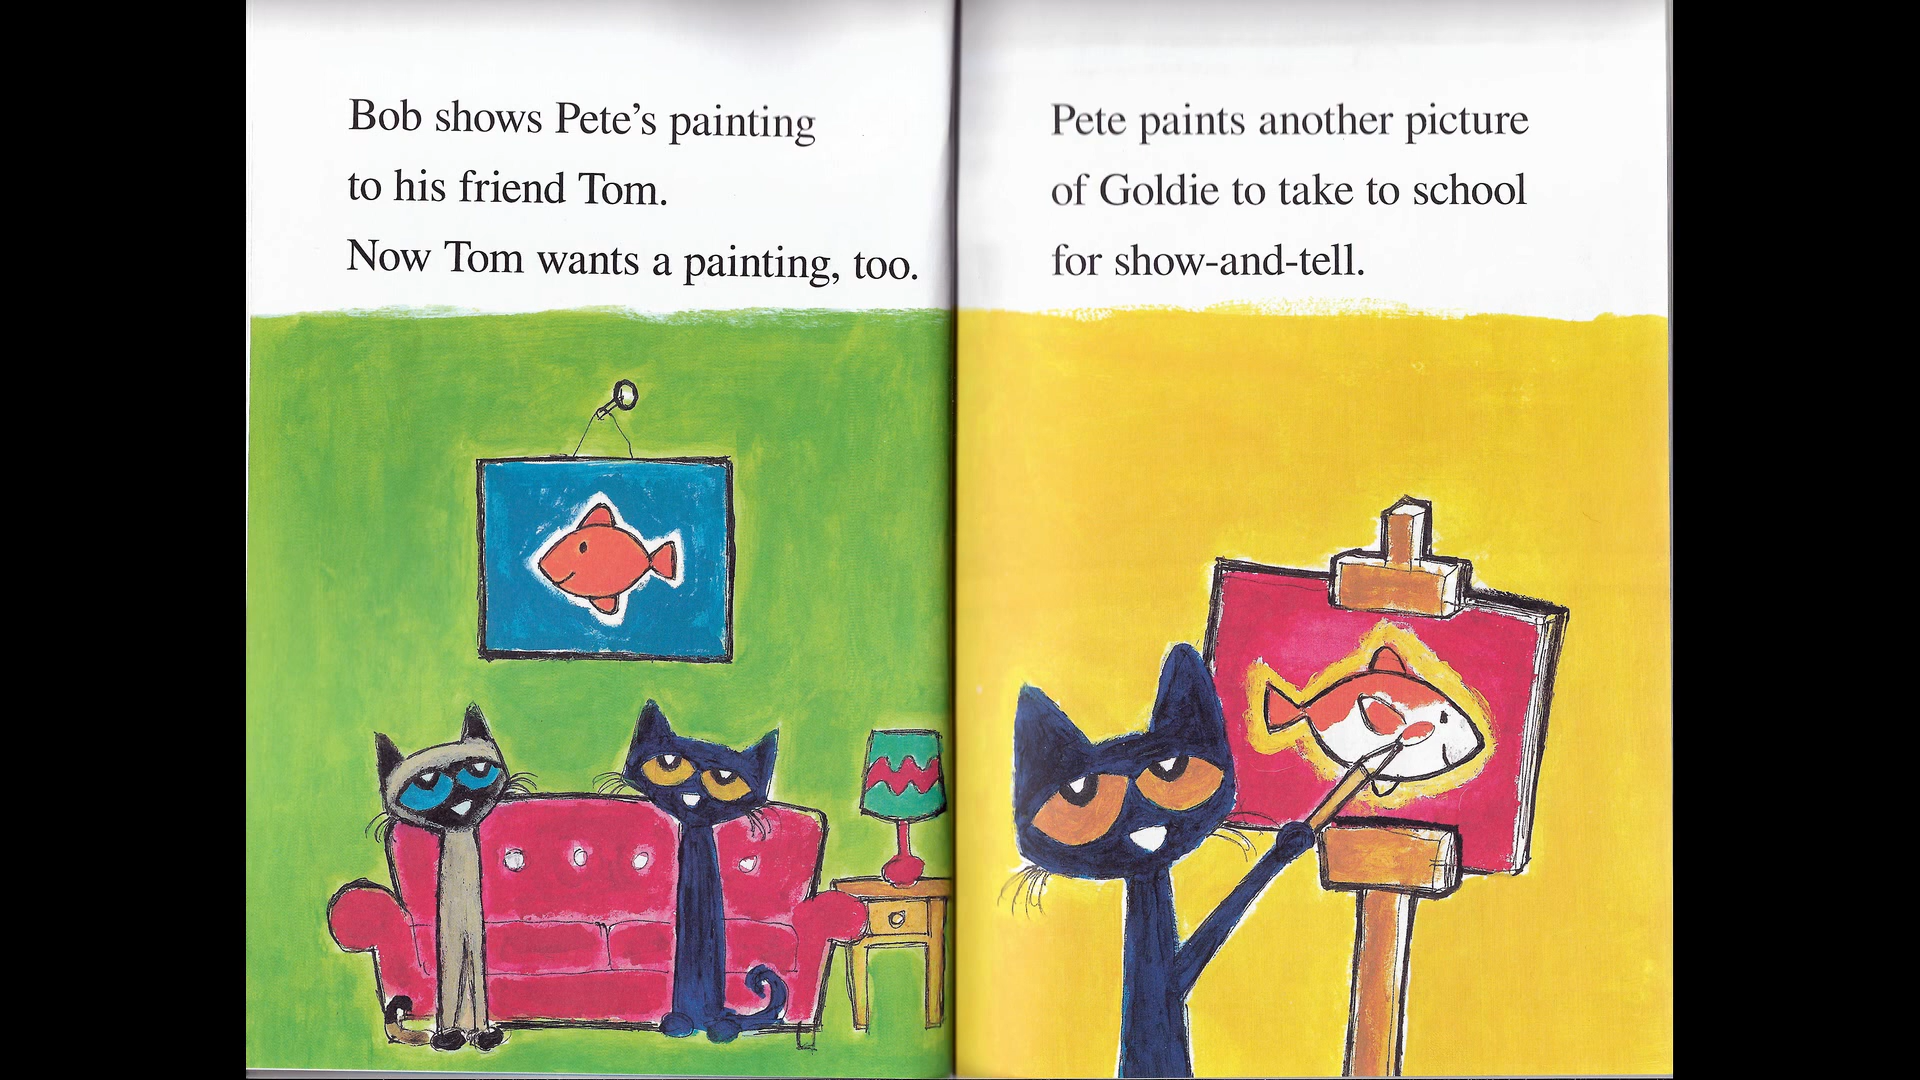 Bob shows Pete's painting
to his friend Tom.
Now Tom wants a painting, too.
Pete paints another picture
of Goldie to take to school
for show-and-tell.